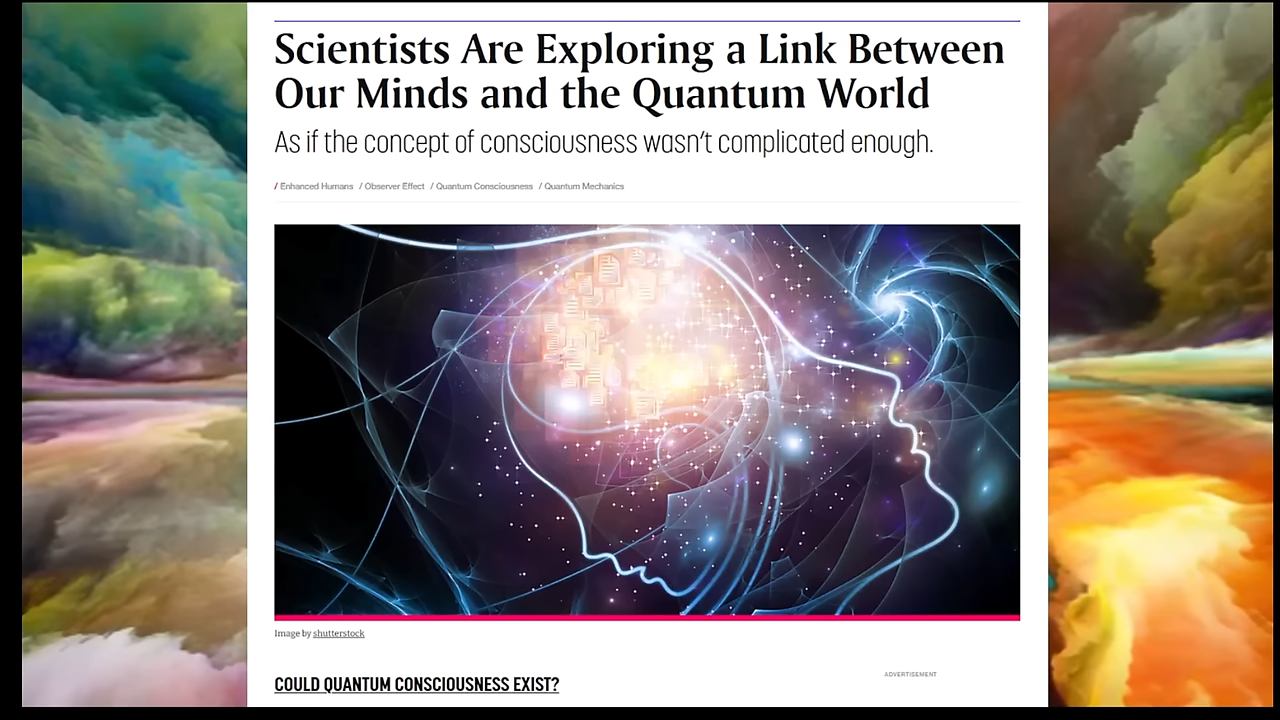 Scientists Are Exploring a Link Between
Our Minds and the Quantum World
As if the concept of consciousness wasn't complicated enough.
/ Enhanced Humans / Observer Effect / Quantum Consciousness / Quantum Mechanics
Image by shutterstock
ADVERTISEMENT
COULD QUANTUM CONSCIOUSNESS EXIST?